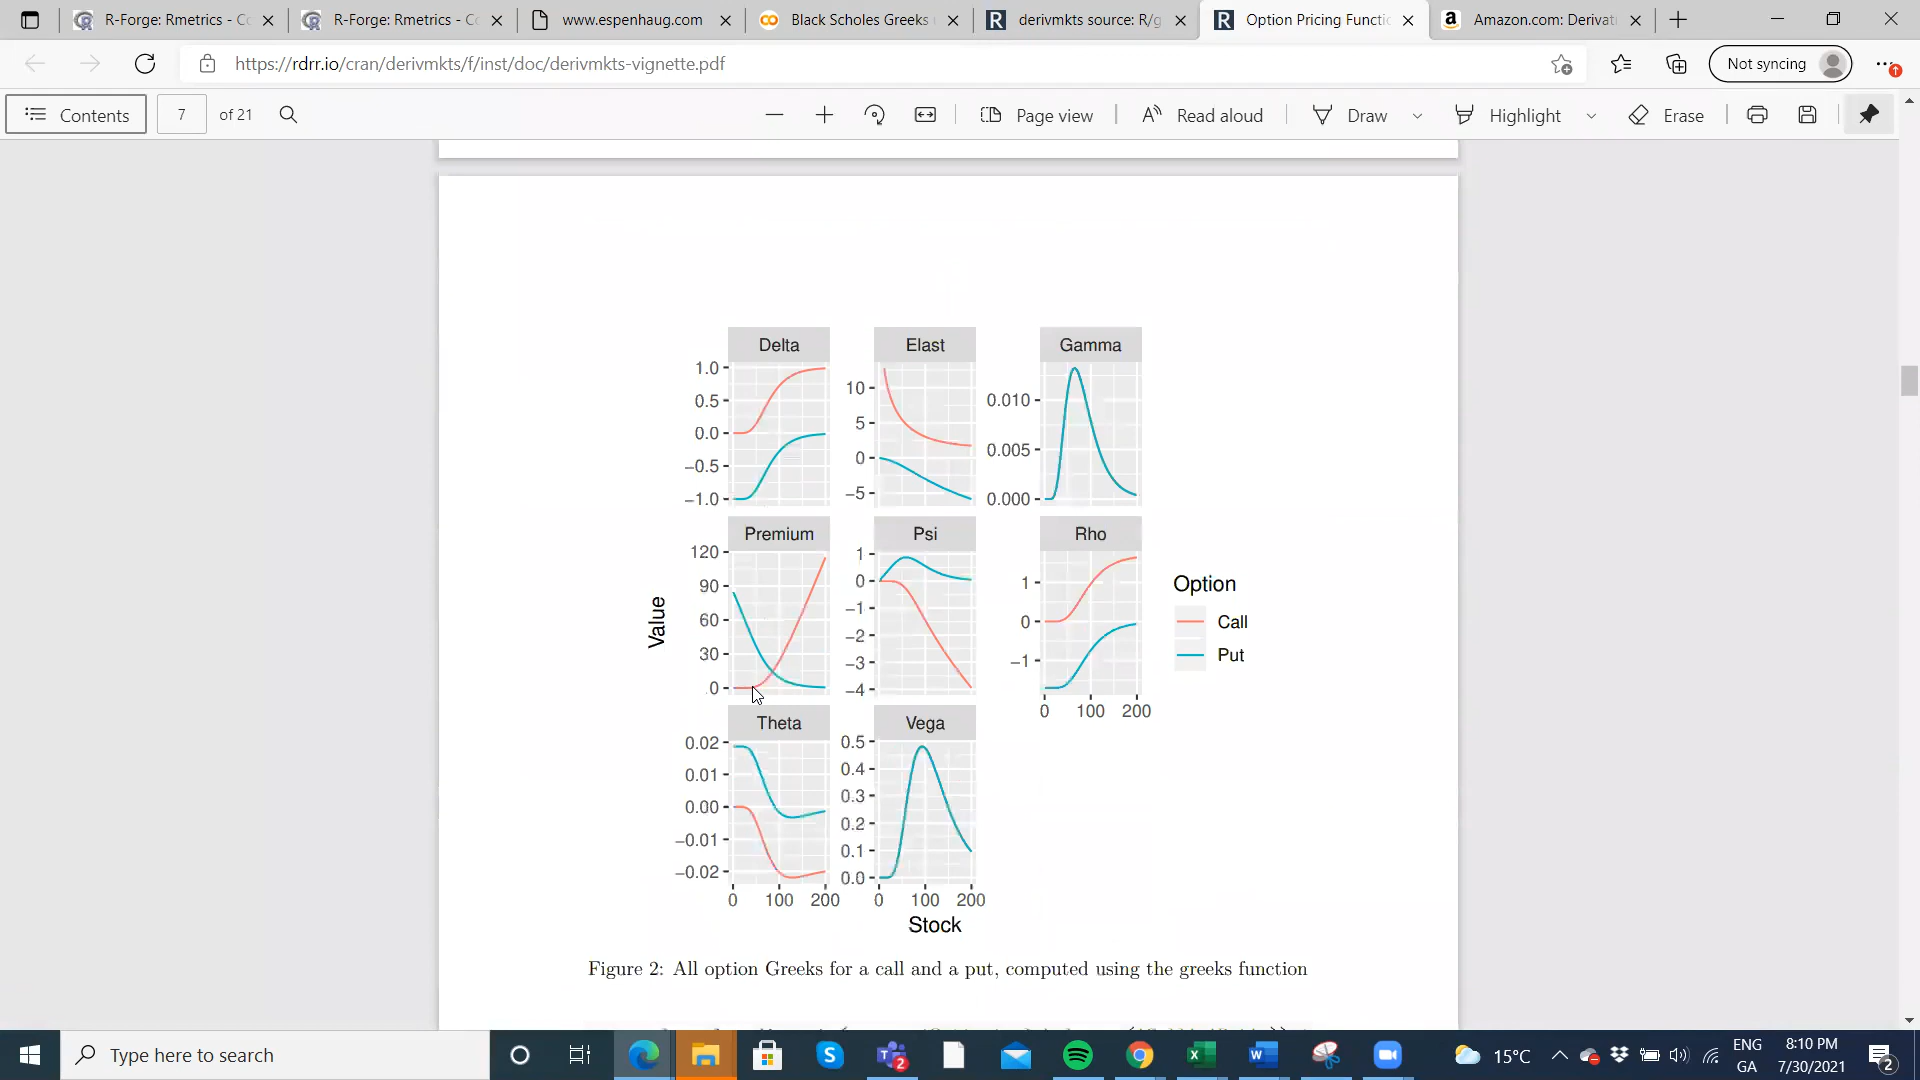 R-Forge: Rmetrics - Co
R-Forge: Rmetrics - Co
www.espenhaug.com
Black Scholes Greeks
derivmkts source: R/g
Option Pricing Functio
Amazon.com: Derivati
https://rdrr.io/cran/derivmkts/f/inst/doc/derivmkts-vignette.pdf
Not syncing
Contents
7 of 21
Page view
Read aloud
Draw
Highlight
Erase
Delta
Elast
Gamma
1.0
0.5
0.0
−0.5
−1.0
10
5
0
−5
0.010
0.005
0.000
Premium
Psi
Rho
120
90
60
30
0
1
0
−1
−2
−3
−4
1
0
−1
0 100 200
Value
Option
Call
Put
Theta
Vega
0.02
0.01
0.00
−0.01
−0.02
0.5
0.4
0.3
0.2
0.1
0.0
0 100 200
0 100 200
Stock
Figure 2: All option Greeks for a call and a put, computed using the greeks function
Type here to search
2
15°C
ENG
GA
8:10 PM
7/30/2021
2